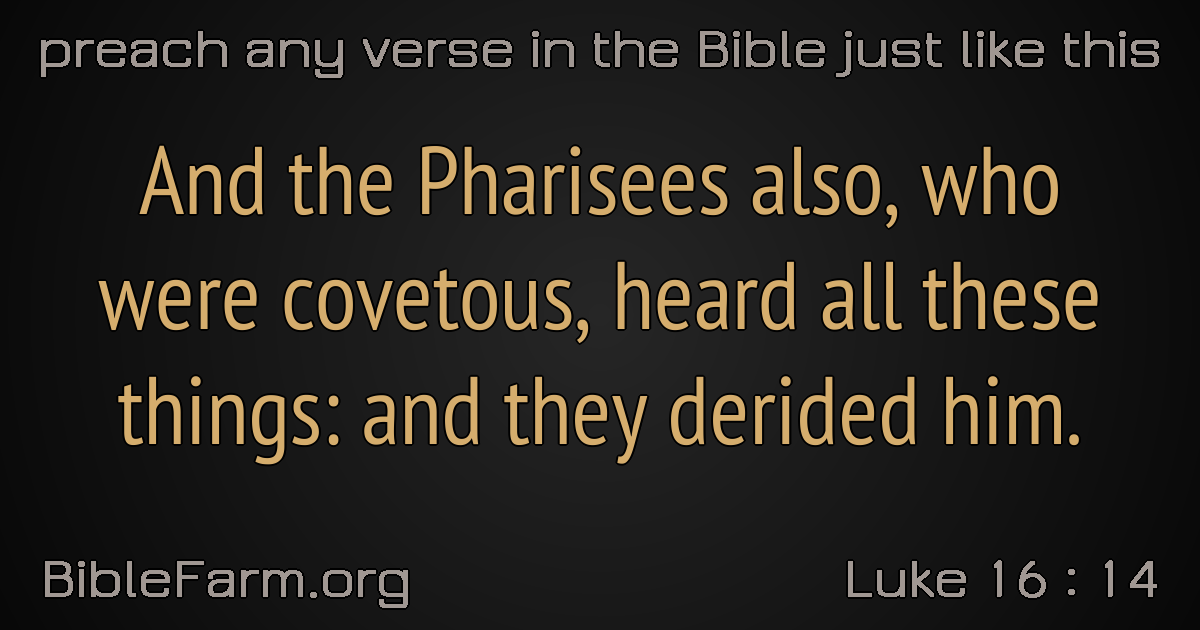 preach any verse in the Bible just like this
And the Pharisees also, who
were covetous, heard all these
things: and they derided him.
BibleFarm.org
Luke 16 : 14